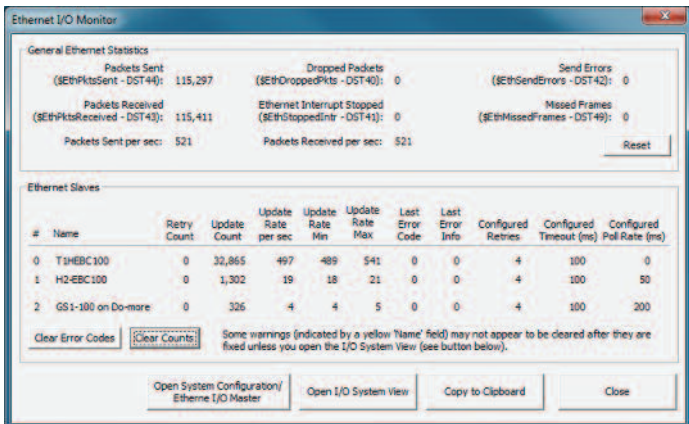 Ethernet I/O Monitor
General Ethernet Statistics
Packets Sent
($EthPktsSent - DST44): 115,297
Dropped Packets
($EthDroppedPkts - DST40): 0
Send Errors
($EthSendErrors - DST42): 0
Packets Received
($EthPktsReceived - DST43): 115,411
Ethernet Interrupt Stopped
($EthStoppedIntr - DST41): 0
Missed Frames
($EthMissedFrames - DST49): 0
Packets Sent per sec: 521
Packets Received per sec: 521
Reset
Ethernet Slaves
# Name Retry Count Update Count Update Rate per sec Update Rate Min Update Rate Max Last Error Code Last Error Info Configured Retries Configured Timeout (ms) Configured Poll Rate (ms)
0 T1HEBC100 0 32,865 497 489 541 0 0 4 100 0
1 H2-EBC100 0 1,302 19 18 21 0 0 4 100 50
2 GS1-100 on Do-more 0 326 4 4 5 0 0 4 100 200
Clear Error Codes
Clear Counts
Some warnings (indicated by a yellow 'Name' field) may not appear to be cleared after they are
fixed unless you open the I/O System View (see button below).
Open System Configuration/
Etherne I/O Master
Open I/O System View
Copy to Clipboard
Close